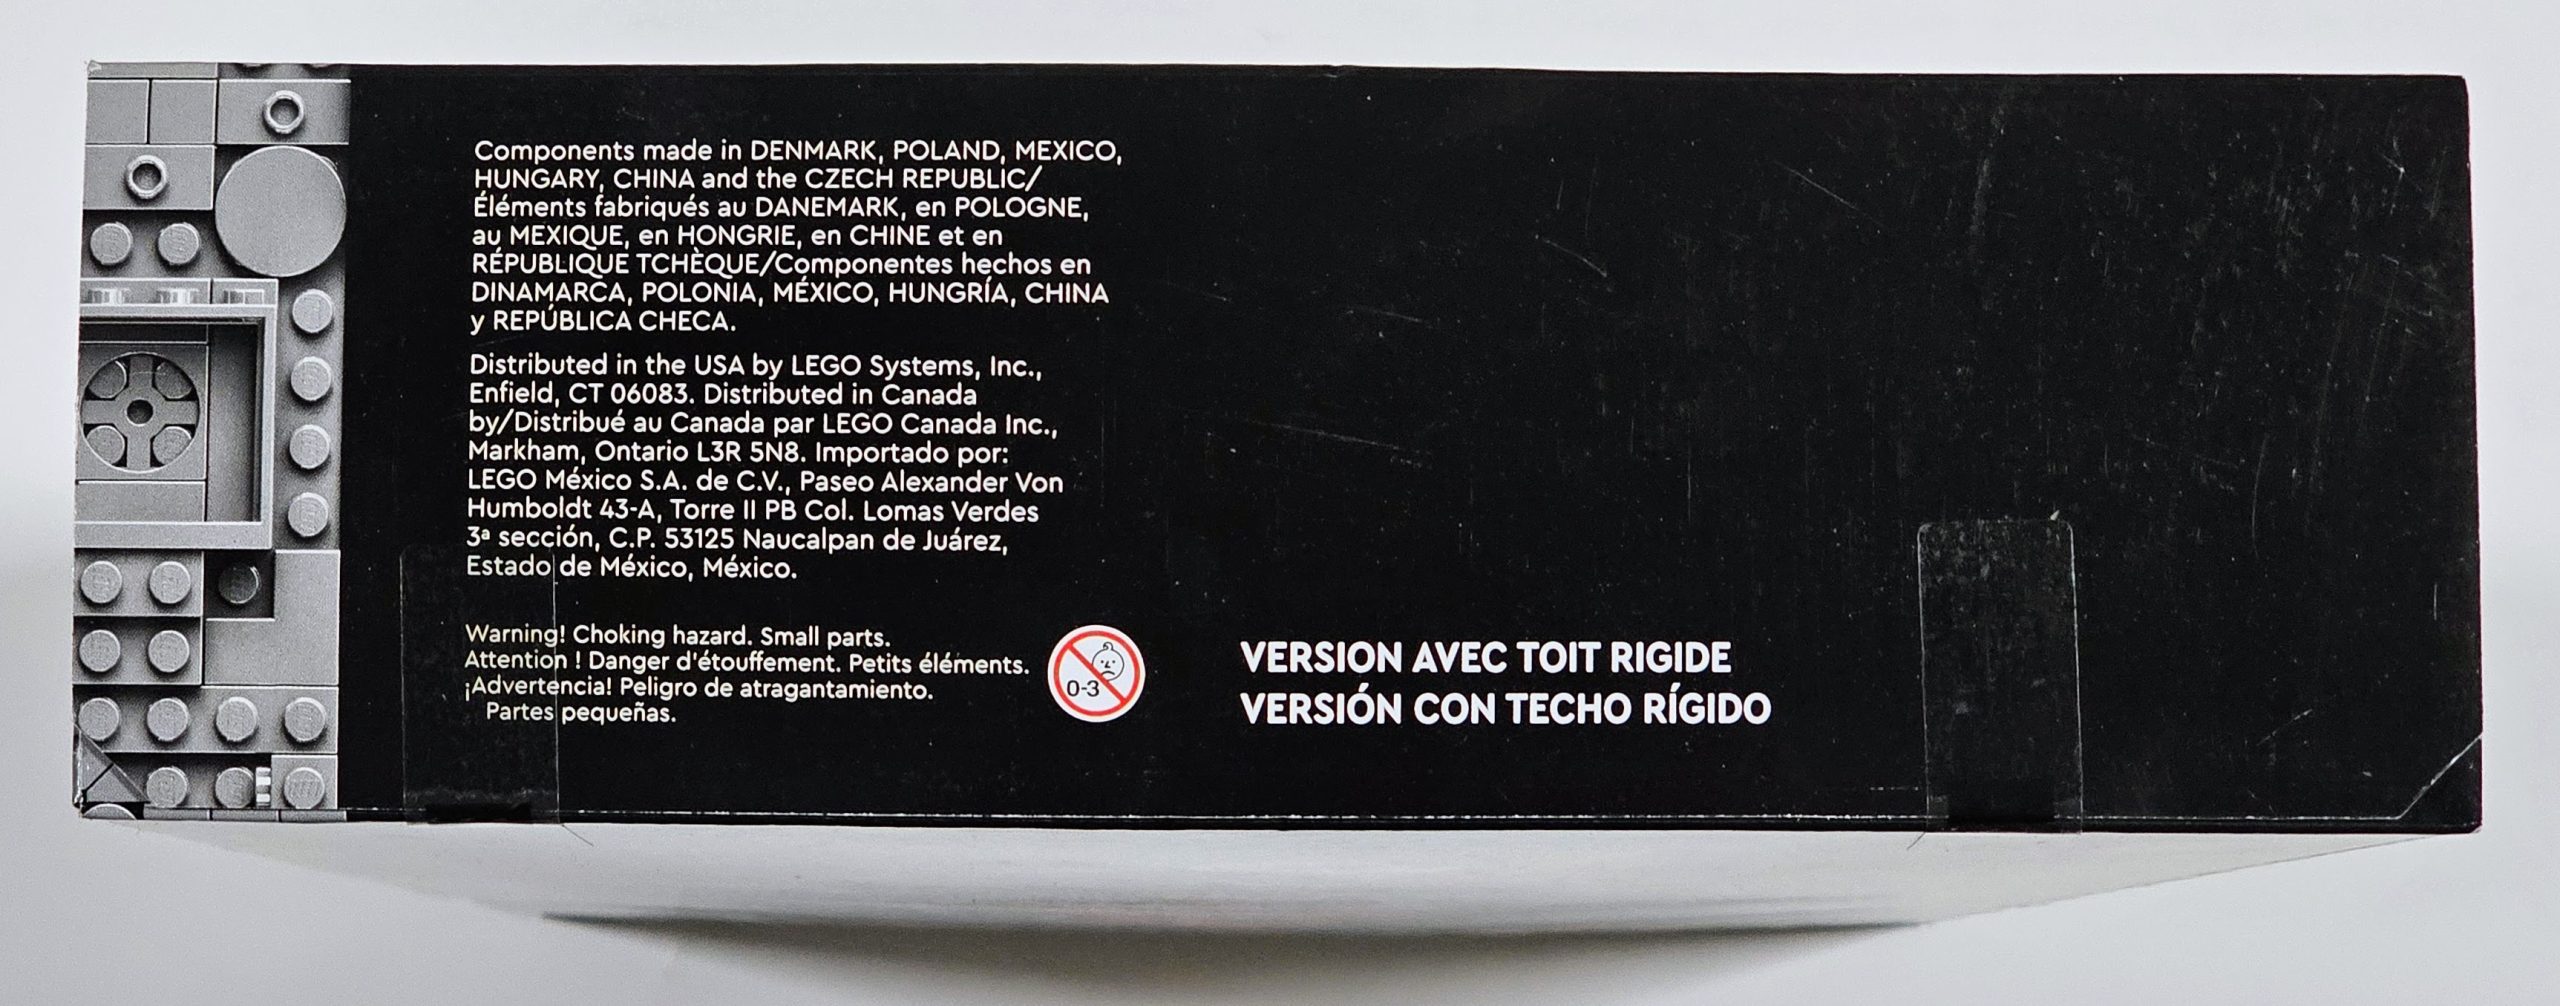 Components made in DENMARK, POLAND, MEXICO,
HUNGARY, CHINA and the CZECH REPUBLIC/
Éléments fabriqués au DANEMARK, en POLOGNE,
au MEXIQUE, en HONGRIE, en CHINE et en
RÉPUBLIQUE TCHÈQUE/Componentes hechos en
DINAMARCA, POLONIA, MÉXICO, HUNGRÍA, CHINA
y REPÚBLICA CHECA.
Distributed in the USA by LEGO Systems, Inc.,
Enfield, CT 06083. Distributed in Canada
by/Distribué au Canada par LEGO Canada Inc.,
Markham, Ontario L3R 5N8. Importado por:
LEGO México S.A. de C.V., Paseo Alexander Von
Humboldt 43-A, Torre II PB Col. Lomas Verdes
3ª sección, C.P. 53125 Naucalpan de Juárez,
Estado de México, México.
Warning! Choking hazard. Small parts.
Attention ! Danger d'étouffement. Petits éléments.
¡Advertencia! Peligro de atragantamiento.
Partes pequeñas.
0-3
VERSION AVEC TOIT RIGIDE
VERSIÓN CON TECHO RÍGIDO